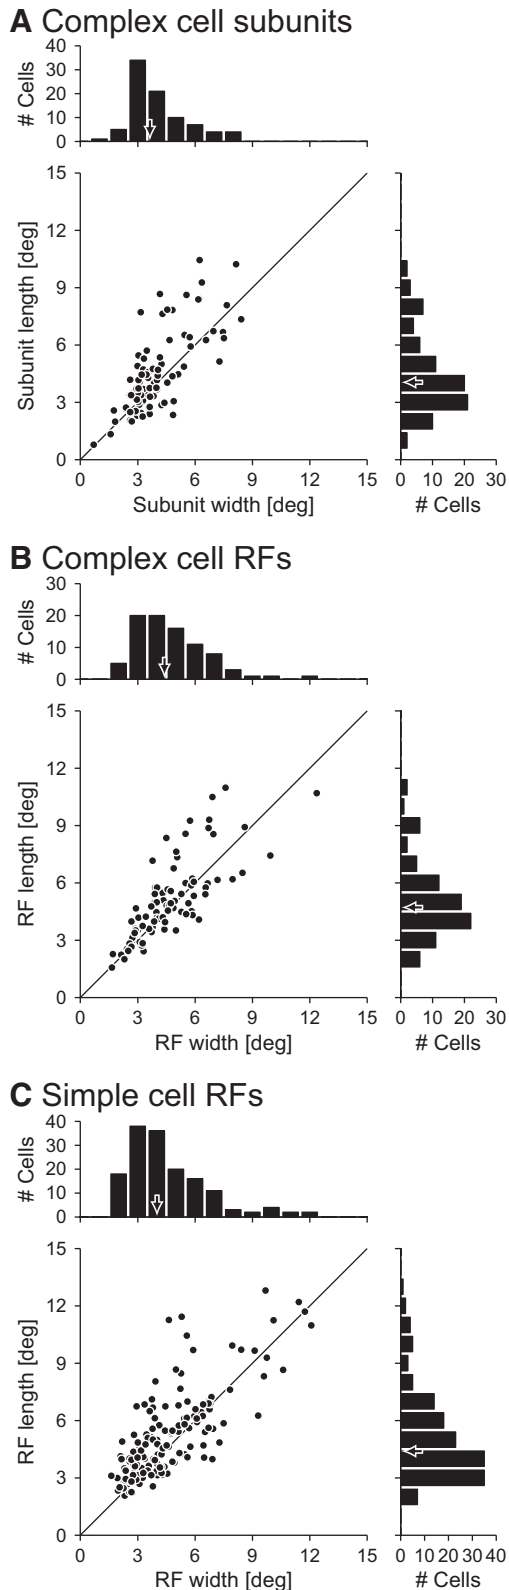 A Complex cell subunits
# Cells
40
30
20
10
0
Subunit length [deg]
15
12
9
6
3
0
0 3 6 9 12 15
Subunit width [deg]
0 10 20 30
# Cells
B Complex cell RFs
# Cells
30
20
10
0
RF length [deg]
15
12
9
6
3
0
0 3 6 9 12 15
RF width [deg]
0 10 20 30
# Cells
C Simple cell RFs
# Cells
40
30
20
10
0
RF length [deg]
15
12
9
6
3
0
0 3 6 9 12 15
RF width [deg]
0 10 20 30 40
# Cells